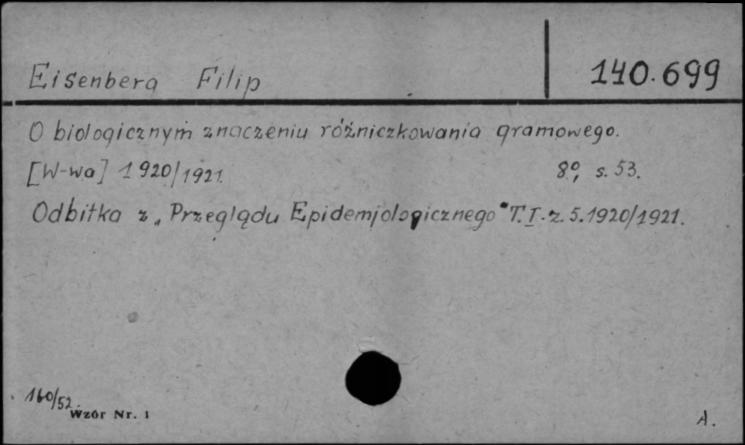 Eisenberg Filip 140.699
O biologicznym znaczeniu różniczkowania gramowego.
[W-wa] 1920/1921. 8°, s. 53.
Odbitka z „Przeglądu Epidemjologicznego" T. I. z. 5. 1920/1921.
160/52.
Wzór Nr. 1
A.